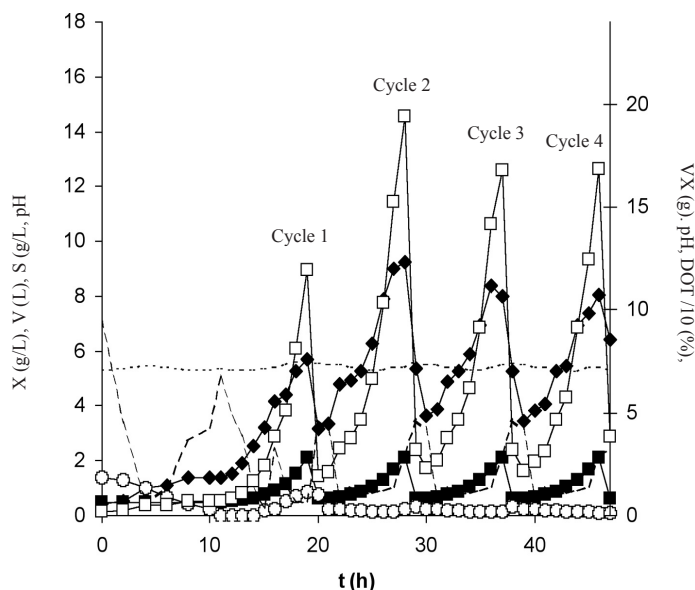 18
16
14
12
10
8
6
4
2
0
X (g/L), V (L), S (g/L, pH
Cycle 1
Cycle 2
Cycle 3
Cycle 4
20
15
10
5
0
VX (g). pH, DOT /10 (%),
0
10
20
30
40
t (h)